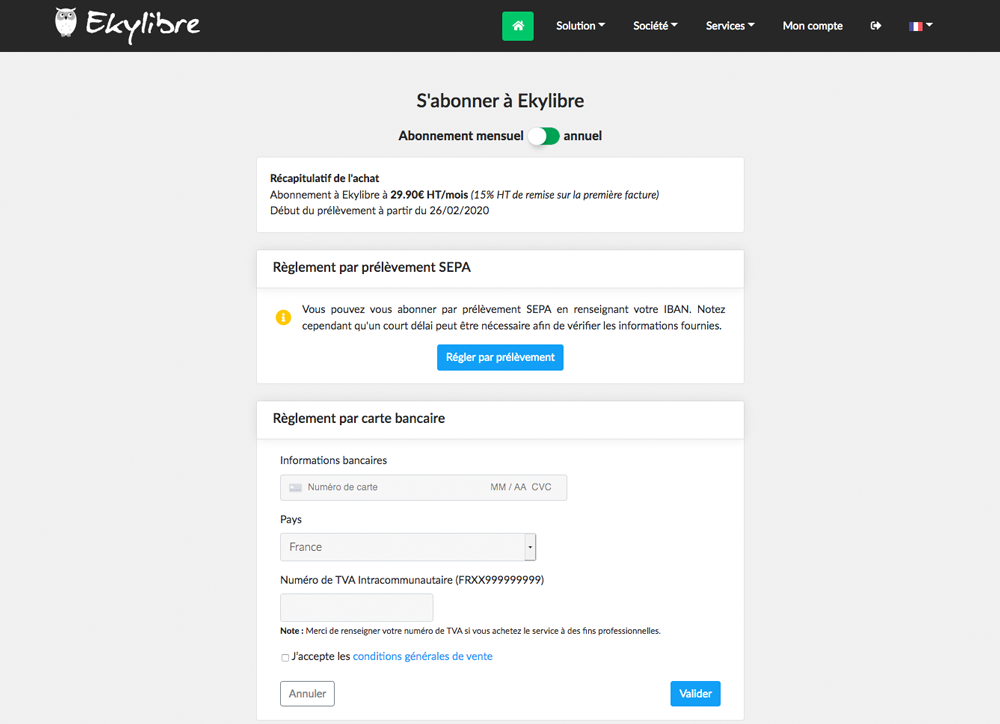 Ekylibre
Solution
Société
Services
Mon compte
S'abonner à Ekylibre
Abonnement mensuel annuel
Récapitulatif de l'achat
Abonnement à Ekylibre à 29.90€ HT/mois (15% HT de remise sur la première facture)
Début du prélèvement à partir du 26/02/2020
Règlement par prélèvement SEPA
Vous pouvez vous abonner par prélèvement SEPA en renseignant votre IBAN. Notez
cependant qu'un court délai peut être nécessaire afin de vérifier les informations fournies.
Régler par prélèvement
Règlement par carte bancaire
Informations bancaires
Numéro de carte MM / AA CVC
Pays
France
Numéro de TVA Intracommunautaire (FRXX999999999)
Note : Merci de renseigner votre numéro de TVA si vous achetez le service à des fins professionnelles.
J'accepte les conditions générales de vente
Annuler
Valider